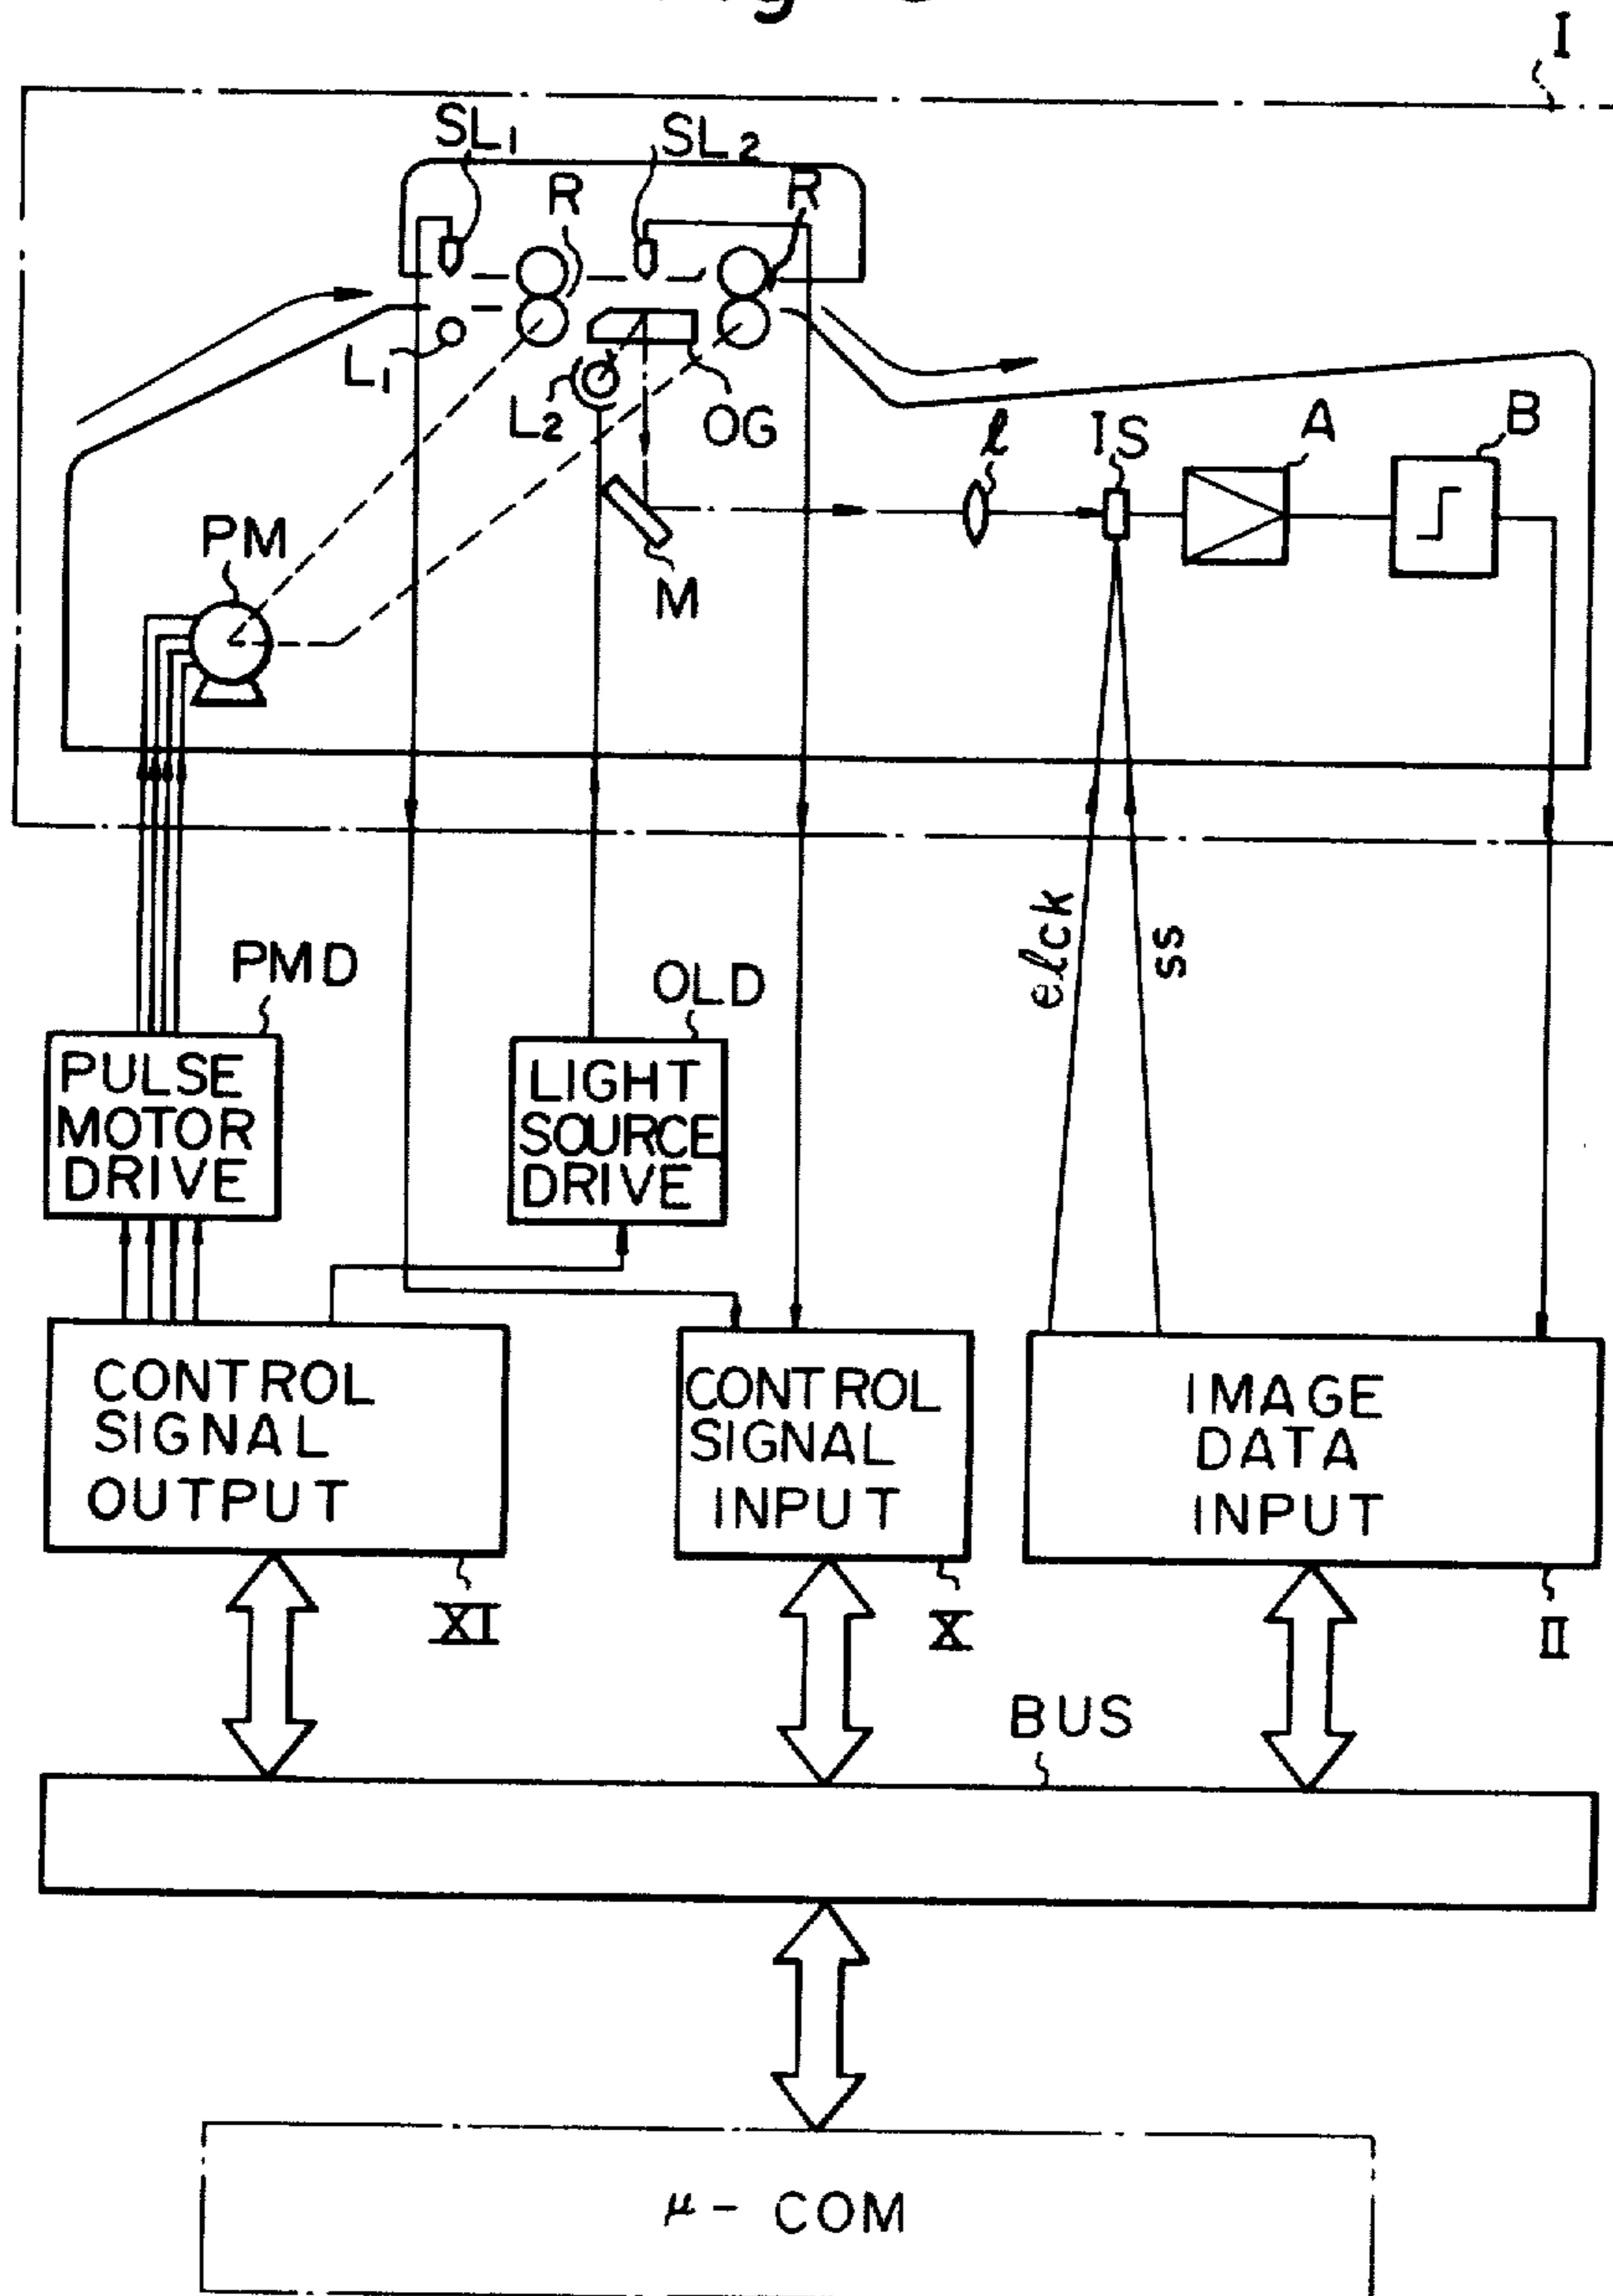 I
SL1
SL2
R
R
L1
L2
OG
l
IS
A
B
PM
M
elck
ss
PMD
OLD
PULSE
MOTOR
DRIVE
LIGHT
SOURCE
DRIVE
CONTROL
SIGNAL
OUTPUT
CONTROL
SIGNAL
INPUT
IMAGE
DATA
INPUT
XI
X
II
BUS
μ- COM